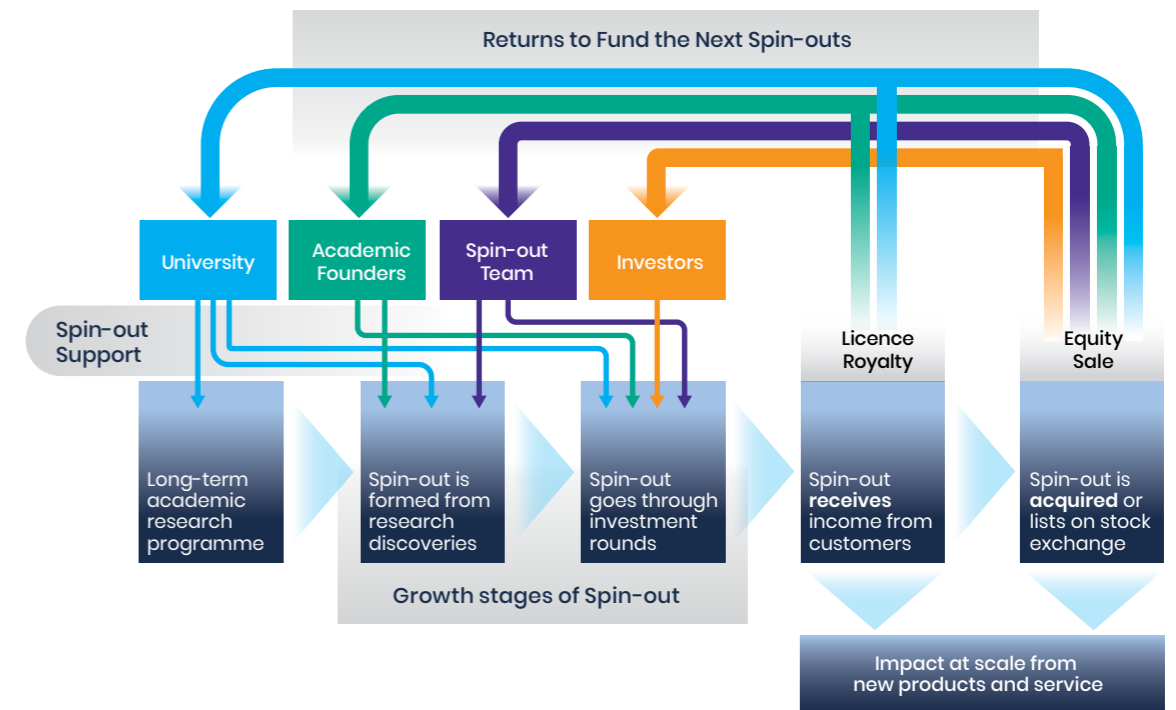 Returns to Fund the Next Spin-outs
University
Academic
Founders
Spin-out
Team
Investors
Spin-out
Support
Licence
Royalty
Equity
Sale
Long-term
academic
research
programme
Spin-out is
formed from
research
discoveries
Spin-out
goes through
investment
rounds
Spin-out
receives
income from
customers
Spin-out is
acquired or
lists on stock
exchange
Growth stages of Spin-out
Impact at scale from
new products and service